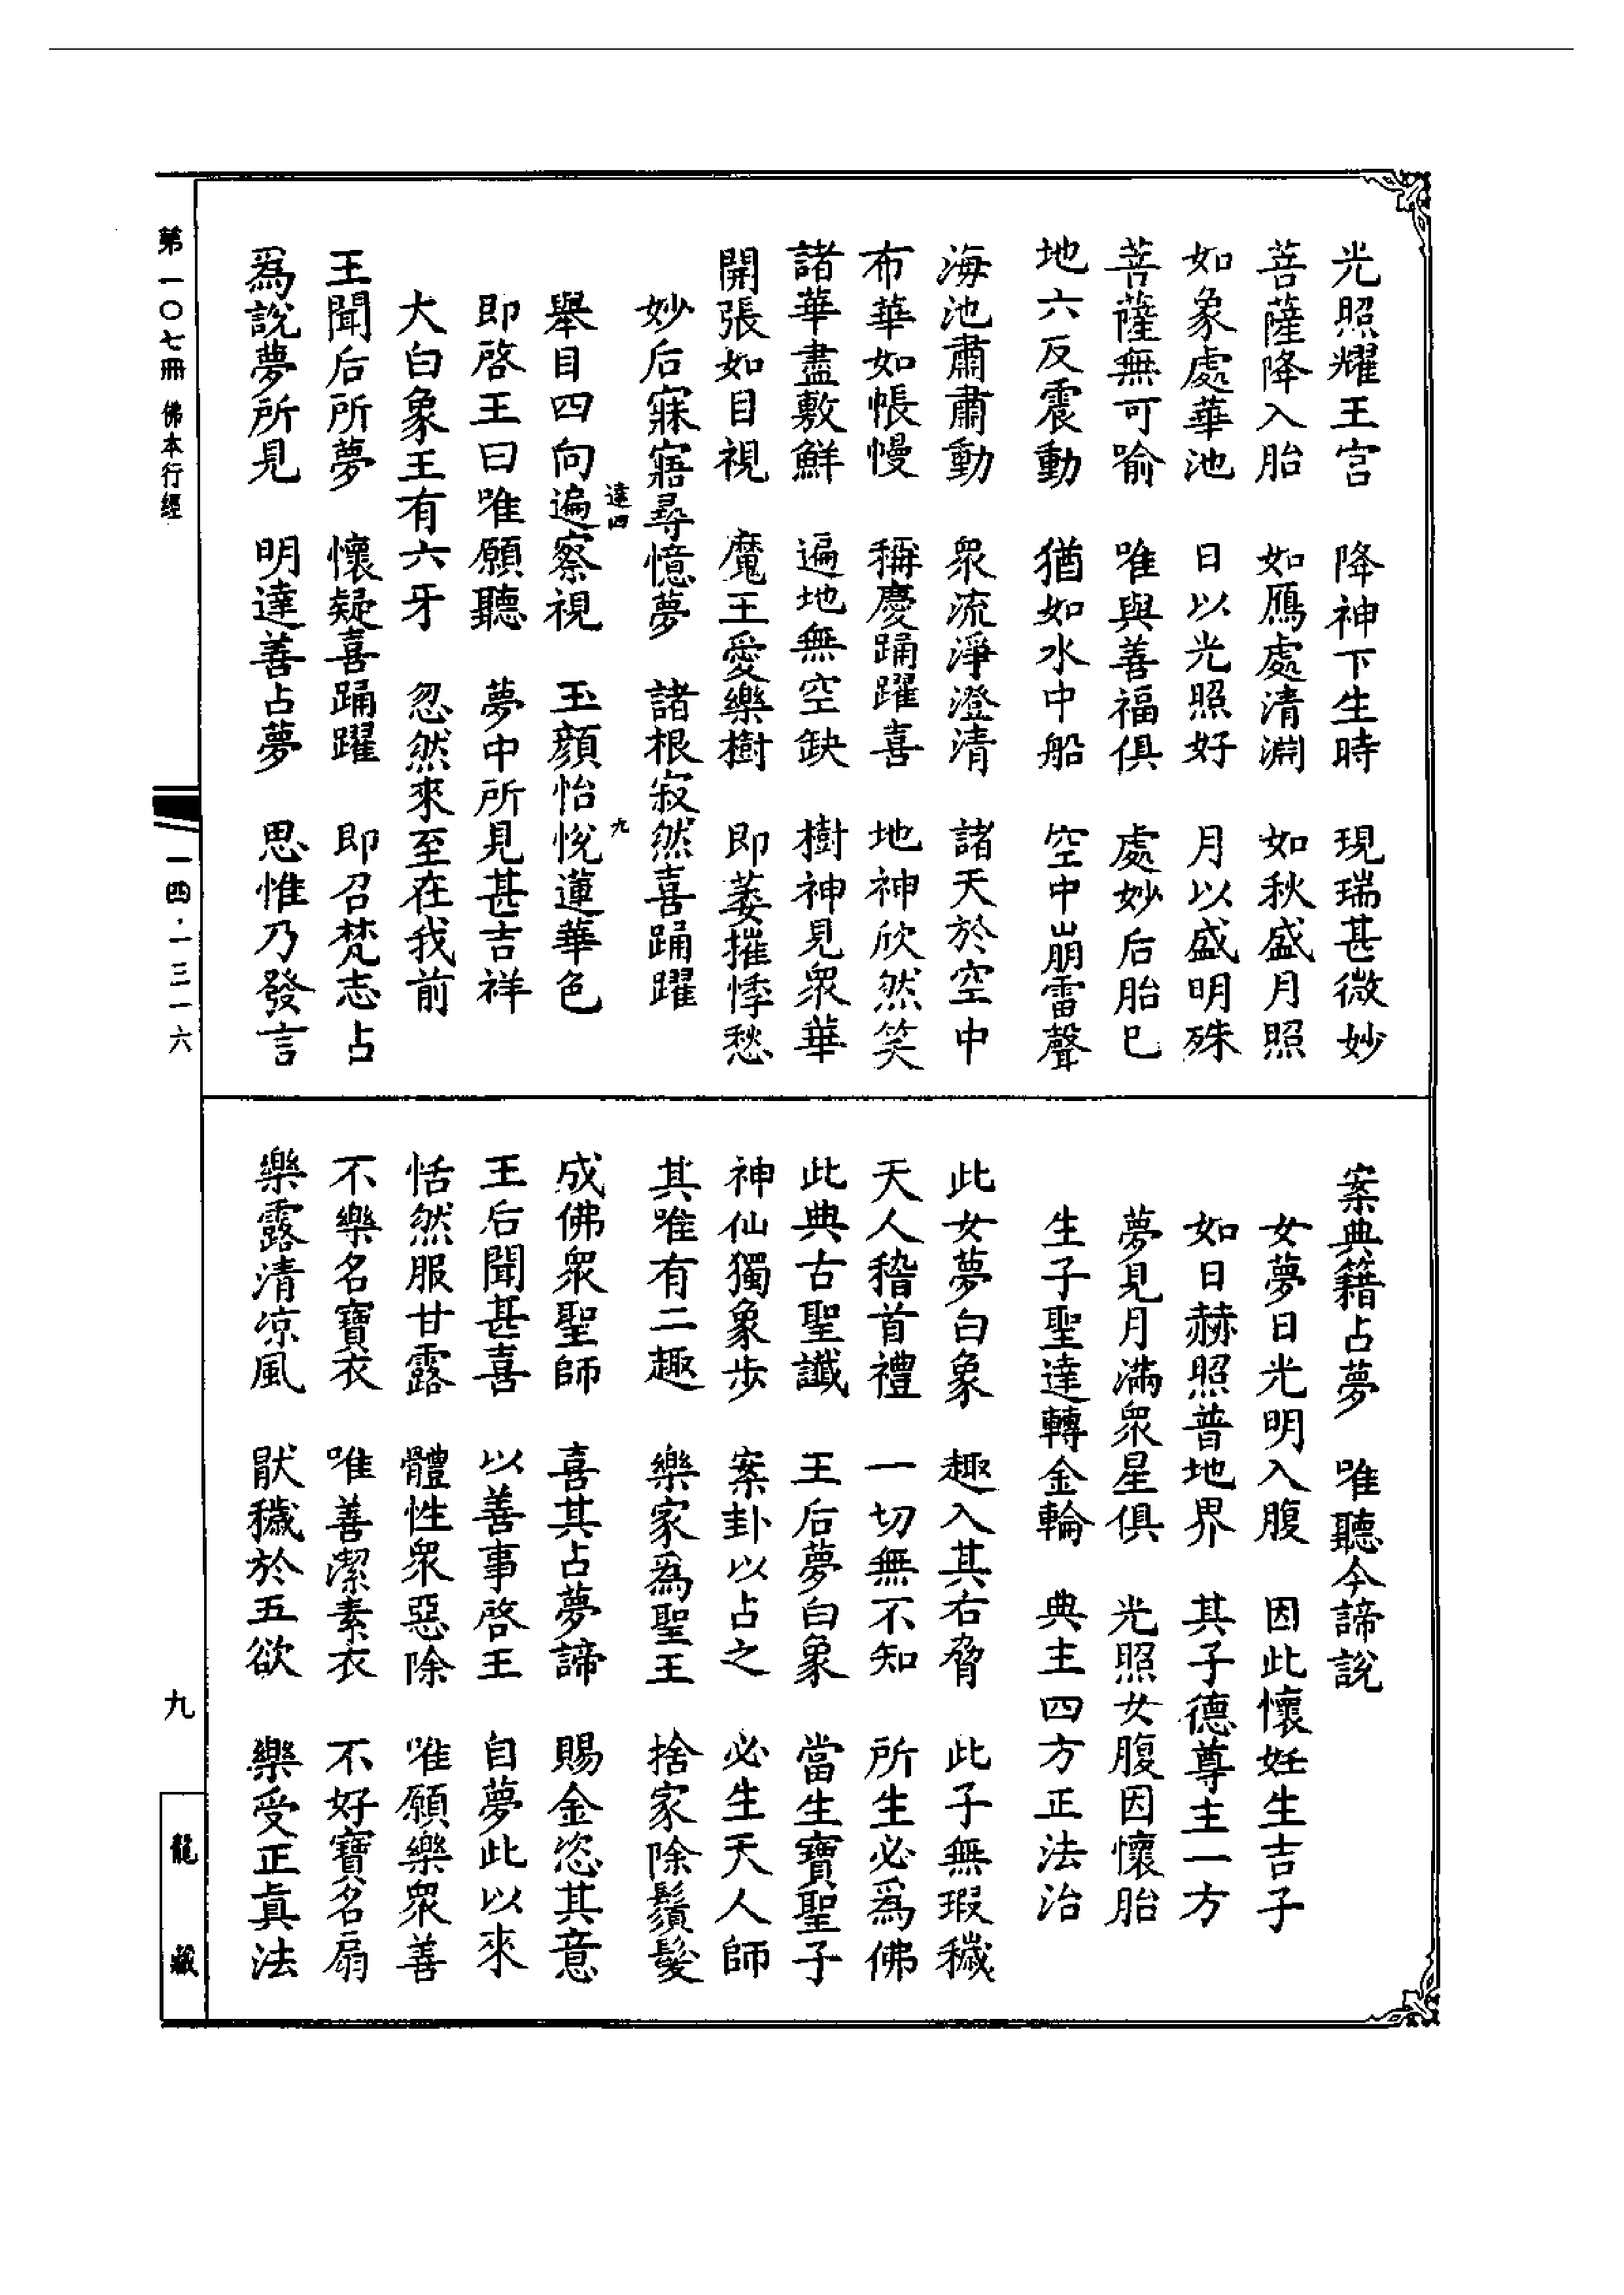 光照耀王宫　降神下生時　現瑞甚微妙
菩薩降入胎　如鴈處清淵　如秋盛月照
如象處華池　日以光照好　月以盛明殊
菩薩無可喻　唯與善福俱　處妙后胎已
地六反震動　猶如水中船　空中崩雷聲
海池肅肅動　衆流淨澄清　諸天於空中
布華如帳幔　稱慶踊躍喜　地神欣然笑
諸華盡敷鮮　遍地無空缺　樹神見衆華
開張如目視　魔王愛樂樹　即萎摧悸愁
妙后寐寤尋憶夢　諸根寂然喜踊躍
達四　九
舉目四向遍察視　玉顏怡悅蓮華色
即啓王曰唯願聽　夢中所見甚吉祥
大白象王有六牙　忽然來至在我前
王聞后所夢　懷疑喜踊躍　即召梵志占
爲說夢所見　明達善占夢　思惟乃發言
案典籍占夢　唯聽今諦說
女夢日光明入腹　因此懷妊生吉子
如日赫照普地界　其子德尊主一方
夢見月滿衆星俱　光照女腹因懷胎
生子聖達轉金輪　典主四方正法治
此女夢白象　趣入其右脅　此子無瑕穢
天人稽首禮　一切無不知　所生必爲佛
此典古聖讖　王后夢白象　當生寶聖子
神仙獨象步　案卦以占之　必生天人師
其唯有二趣　樂家爲聖王　捨家除鬚髮
成佛衆聖師　喜其占夢諦　賜金恣其意
王后聞甚喜　以善事啓王　自夢此以來
恬然服甘露　體性衆惡除　唯願樂衆善
不樂名寶衣　唯善潔素衣　不好寶名扇
樂露清凉風　猒穢於五欲　樂受正真法
第一〇七冊　佛本行經
一四·一三一六
九
龍藏